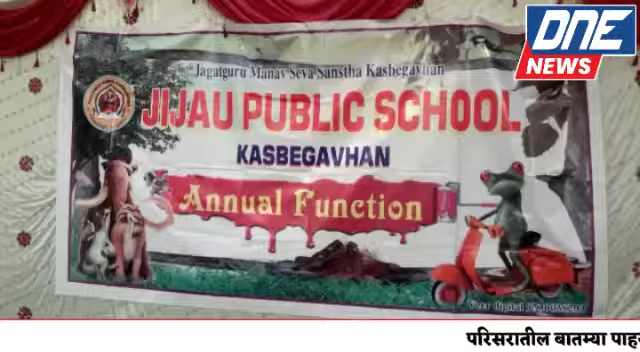 DNE
NEWS
Jagatguru Manav Seva Sanstha Kasbegavhan
JIJAU PUBLIC SCHOOL
KASBEGAVHAN
Annual Function
परिसरातील बातम्या पाह